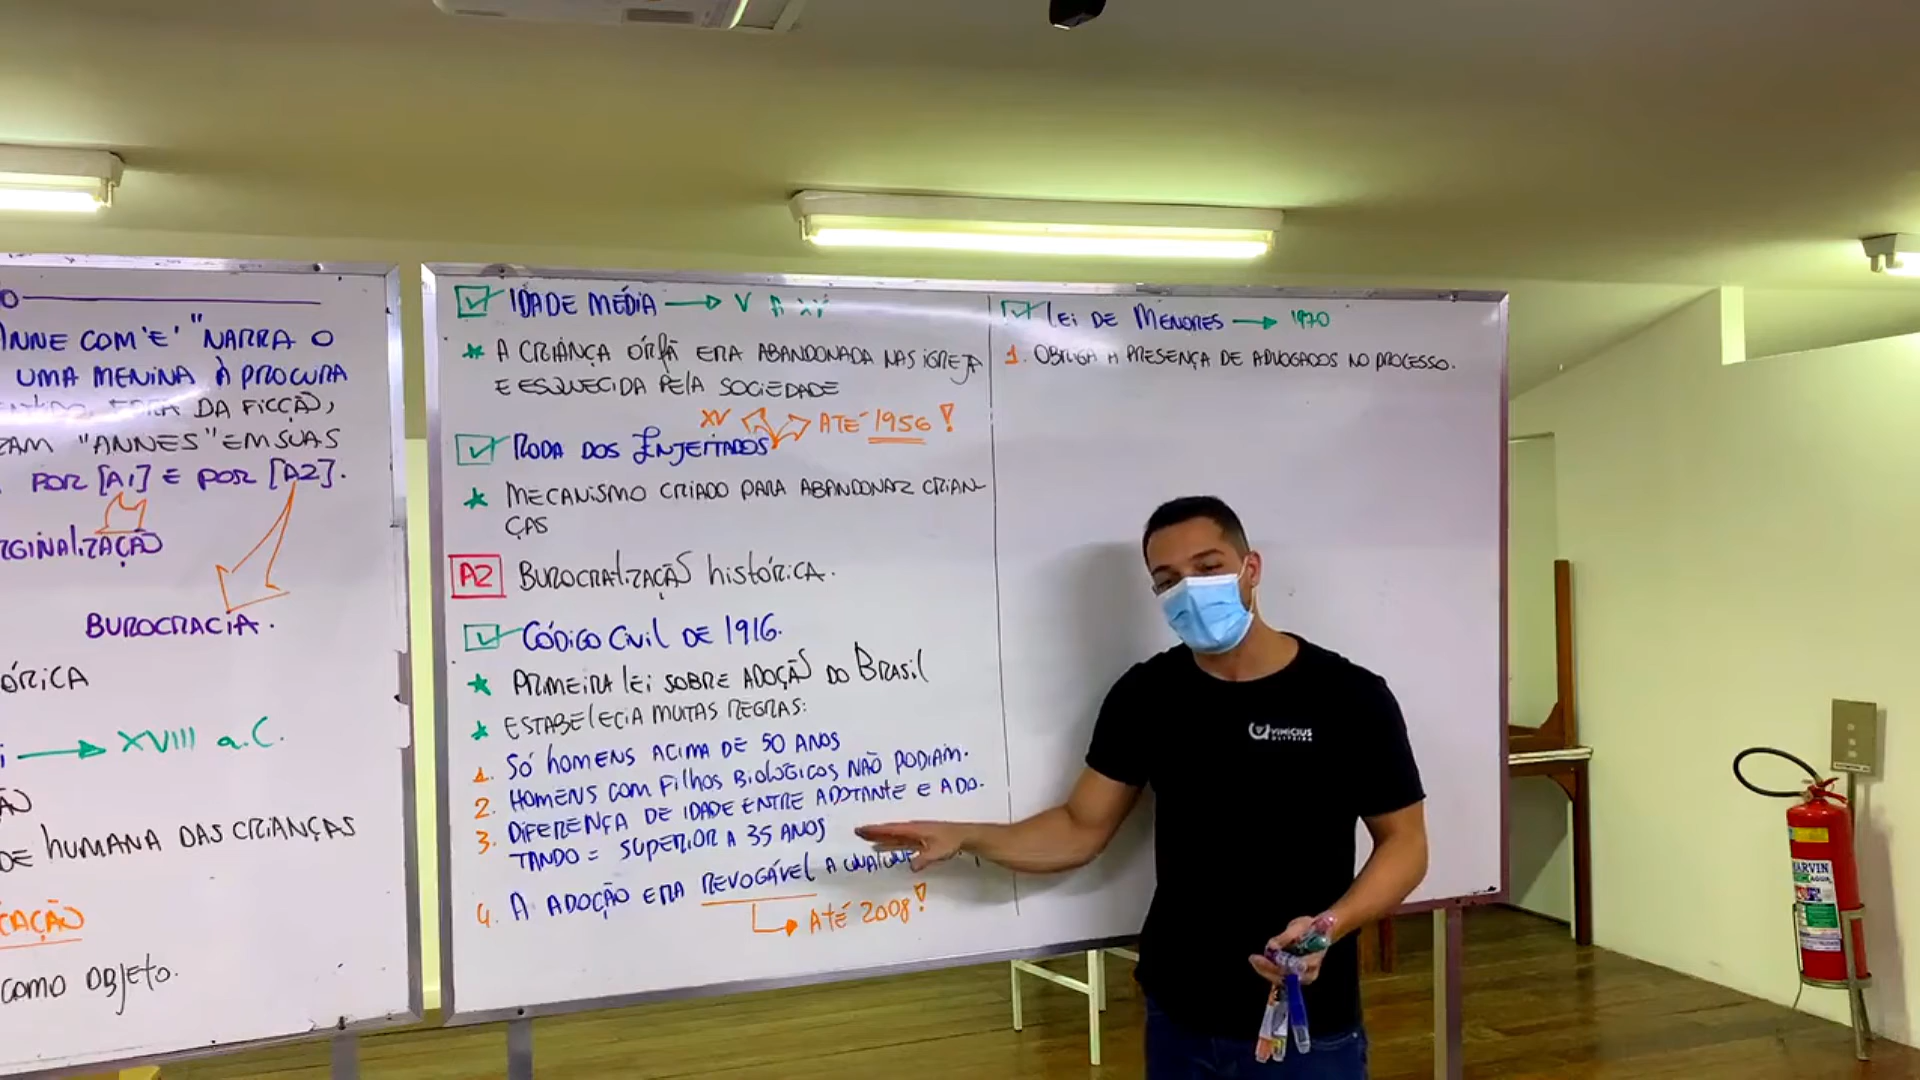 ANNE COM 'E'" NARRA O
UMA MENINA À PROCURA
FORA DA FICÇÃO,
"ANNES" EM SUAS
POR [A1] E POR [A2].
BUROCRACIA.
XVIII a.C.
DE HUMANA DAS CRIANÇAS
COMO OBJETO.
IDADE MÉDIA → V A XV
* A CRIANÇA ÓRFÃ ERA ABANDONADA NAS IGREJA
E ESQUECIDA PELA SOCIEDADE
XV ATÉ 1956!
RODA DOS ENJEITADOS
* MECANISMO CRIADO PARA ABANDONAR CRIAN-
ÇAS
A2 BUROCRATIZAÇÃO HISTÓRICA.
CÓDIGO CIVIL DE 1916.
* PRIMEIRA LEI SOBRE ADOÇÃO DO BRASIL
* ESTABELECIA MUITAS REGRAS:
1. SÓ HOMENS ACIMA DE 50 ANOS
2. HOMENS COM FILHOS BIOLÓGICOS NÃO PODIAM.
3. DIFERENÇA DE IDADE ENTRE ADOTANTE E ADO-
TANDO = SUPERIOR A 35 ANOS
4. A ADOÇÃO ERA REVOGÁVEL A
→ ATÉ 2008!
LEI DE MENORES → 1970
1. OBRIGA A PRESENÇA DE ADVOGADOS NO PROCESSO.
VINICIUS
OLIVEIRA